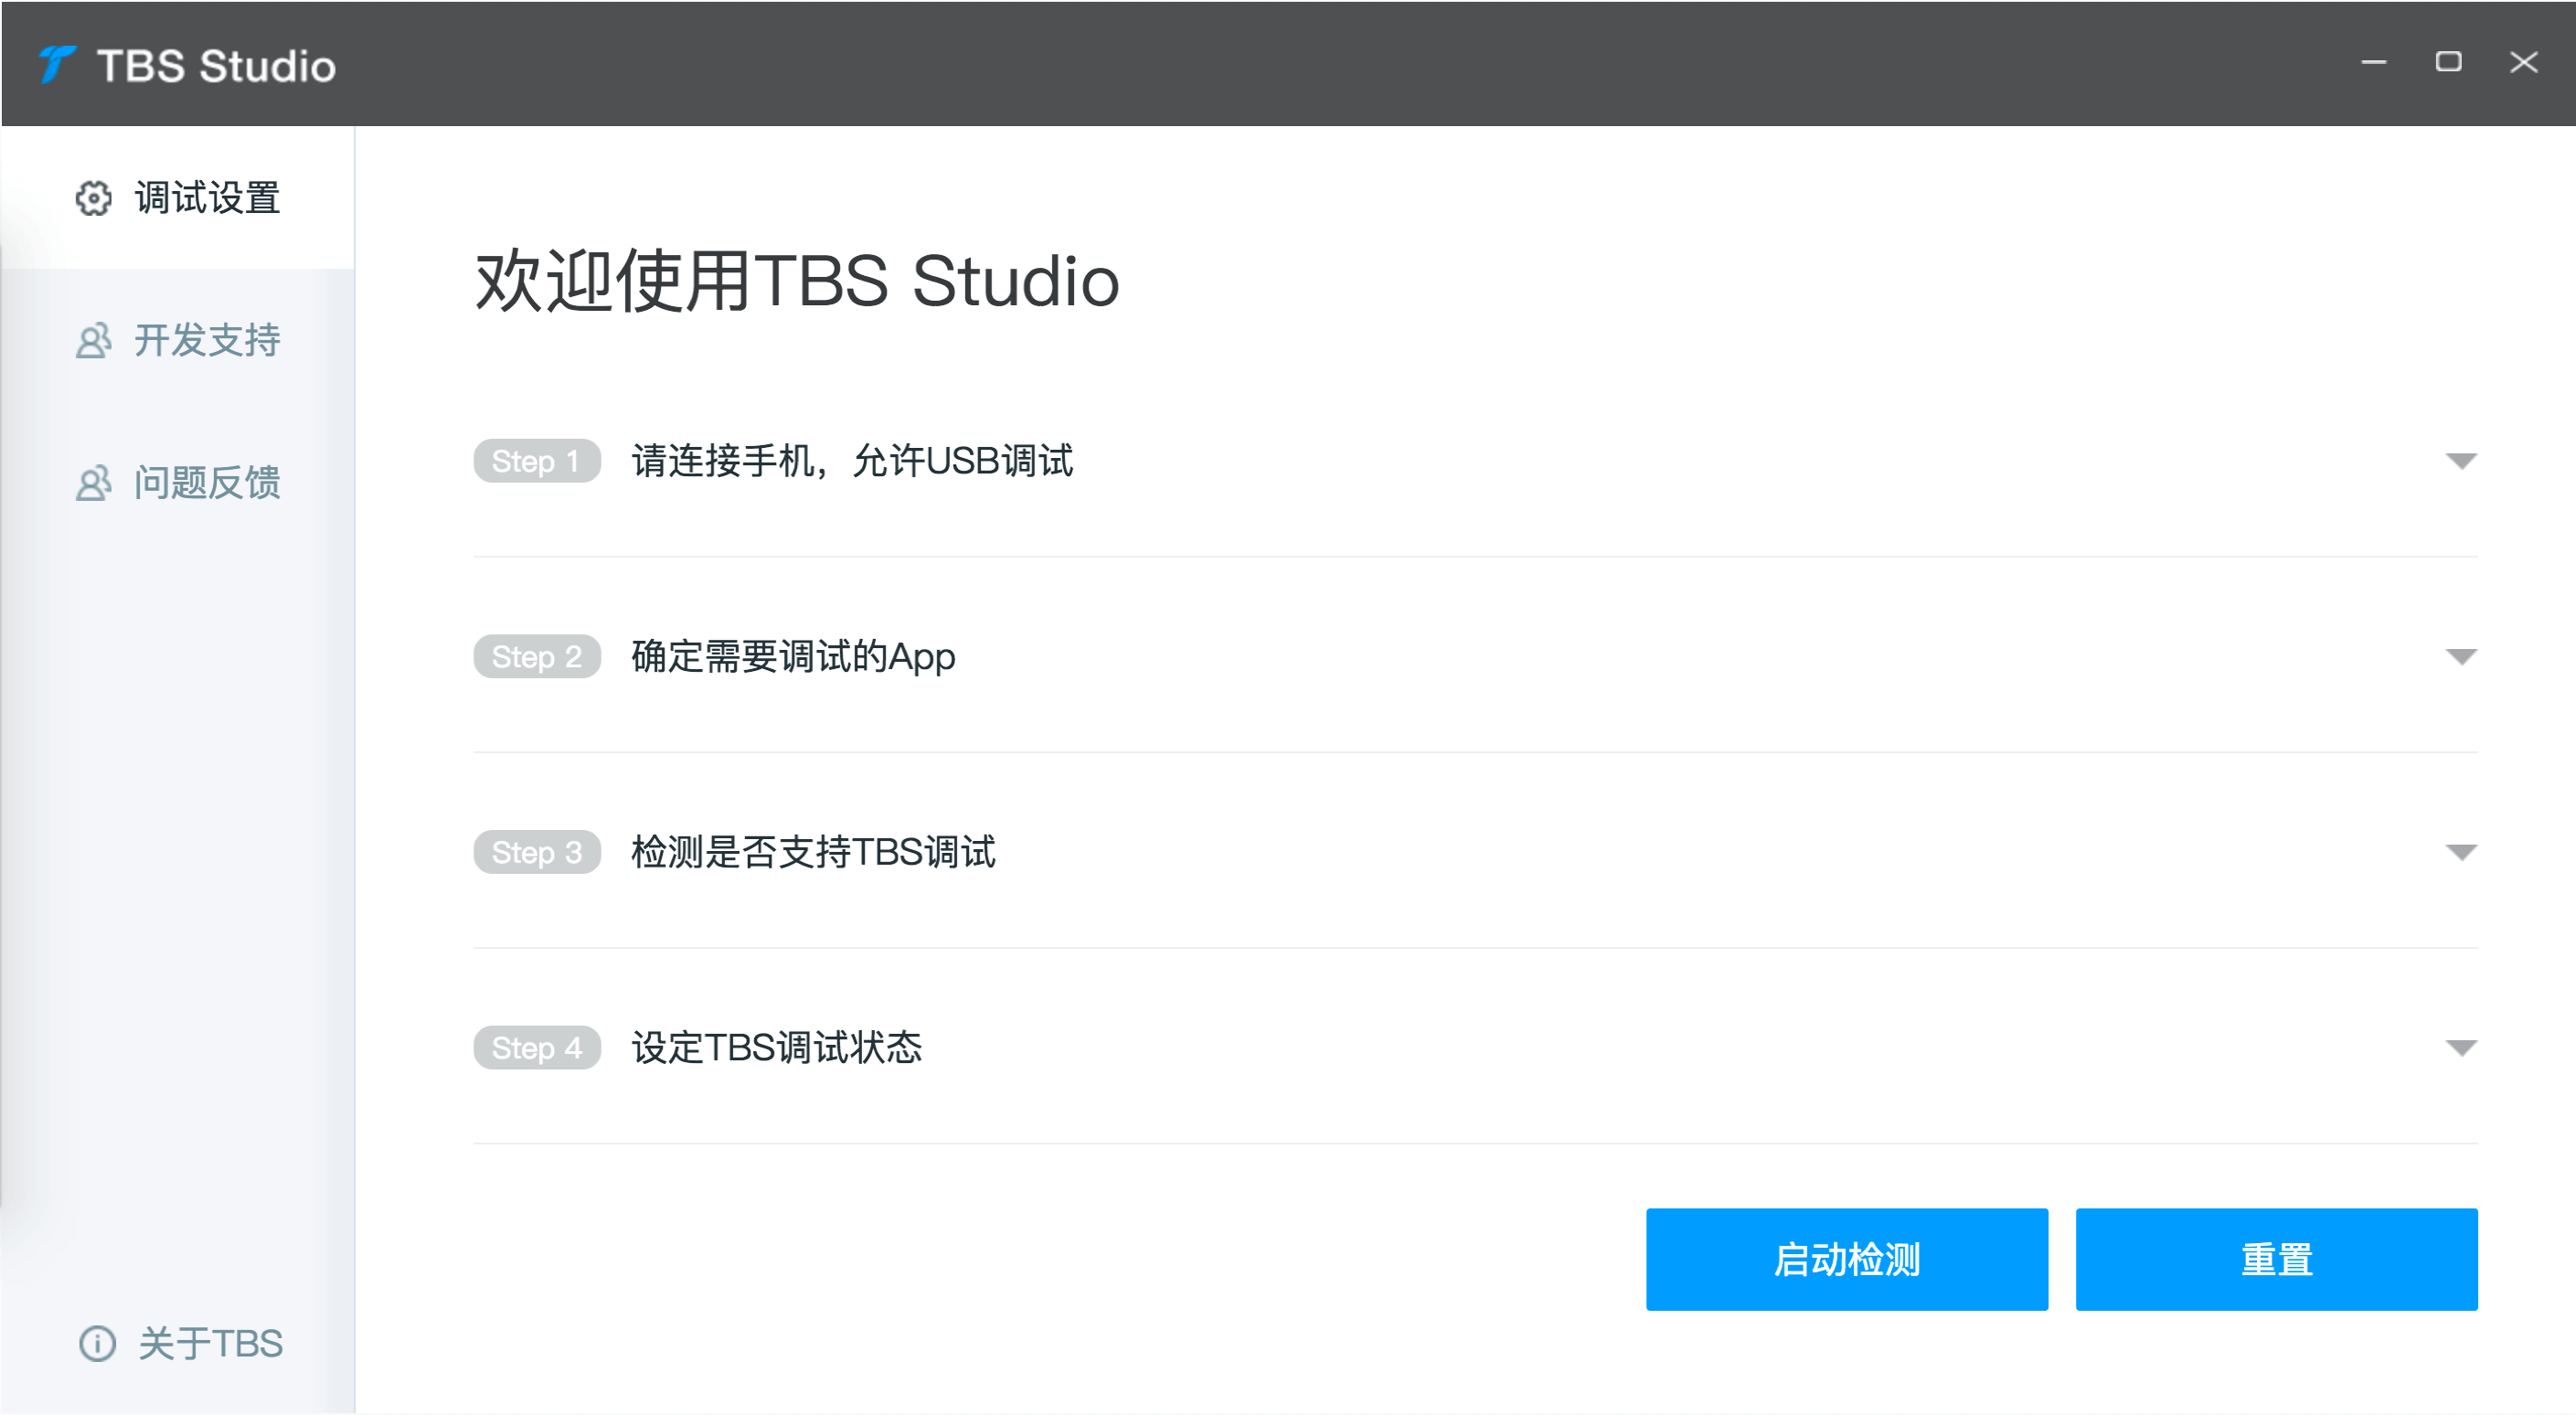 TBS Studio
调试设置
开发支持
问题反馈
关于TBS
欢迎使用TBS Studio
Step 1 请连接手机，允许USB调试
Step 2 确定需要调试的App
Step 3 检测是否支持TBS调试
Step 4 设定TBS调试状态
启动检测 重置